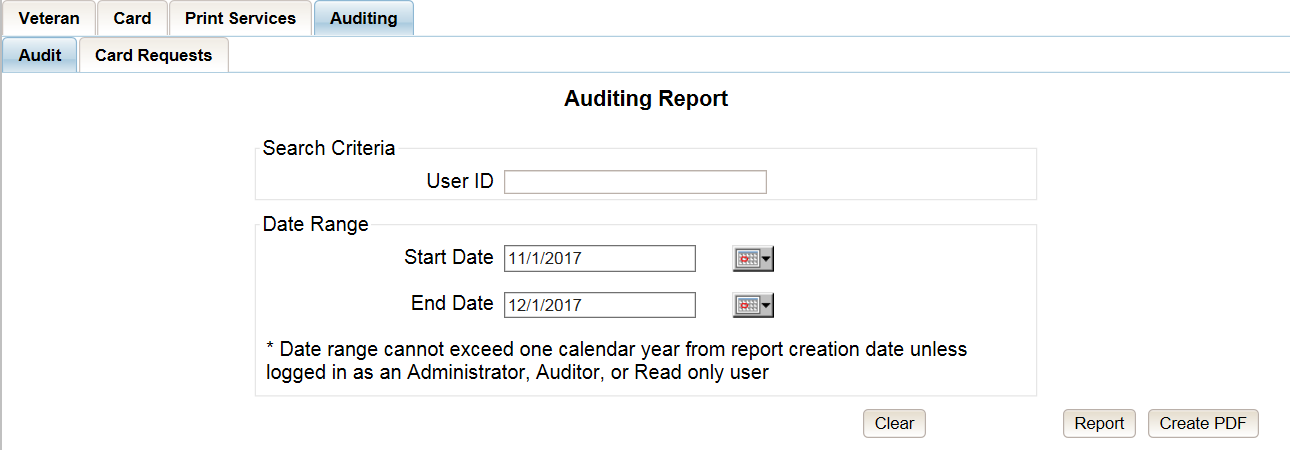 Veteran Card Print Services Auditing
Audit Card Requests
Auditing Report
Search Criteria
User ID
Date Range
Start Date 11/1/2017
End Date 12/1/2017
* Date range cannot exceed one calendar year from report creation date unless
logged in as an Administrator, Auditor, or Read only user
Clear Report Create PDF